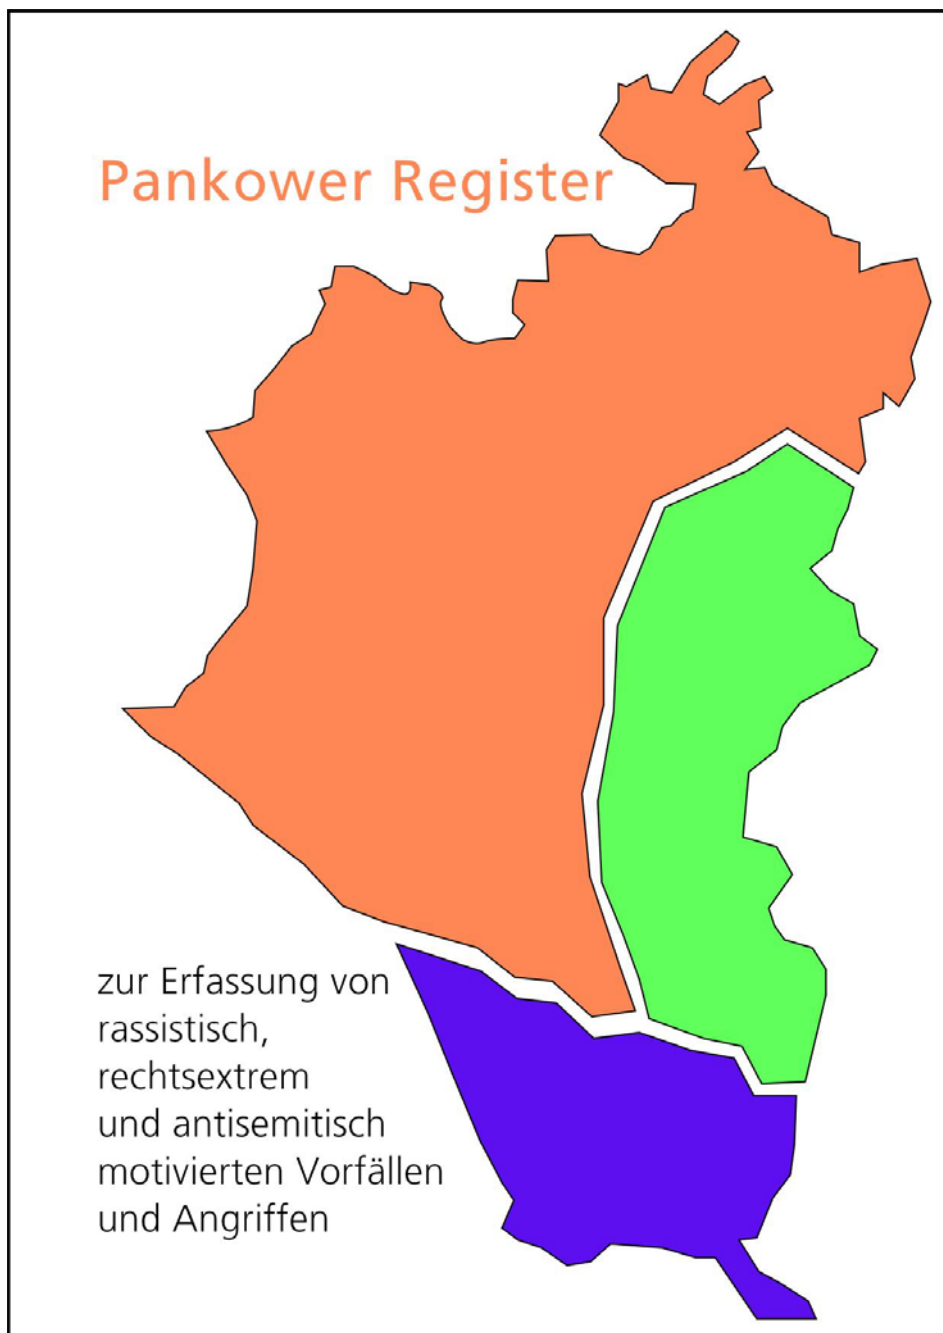 Pankower Register
zur Erfassung von
rassistisch,
rechtsextrem
und antisemitisch
motivierten Vorfällen
und Angriffen